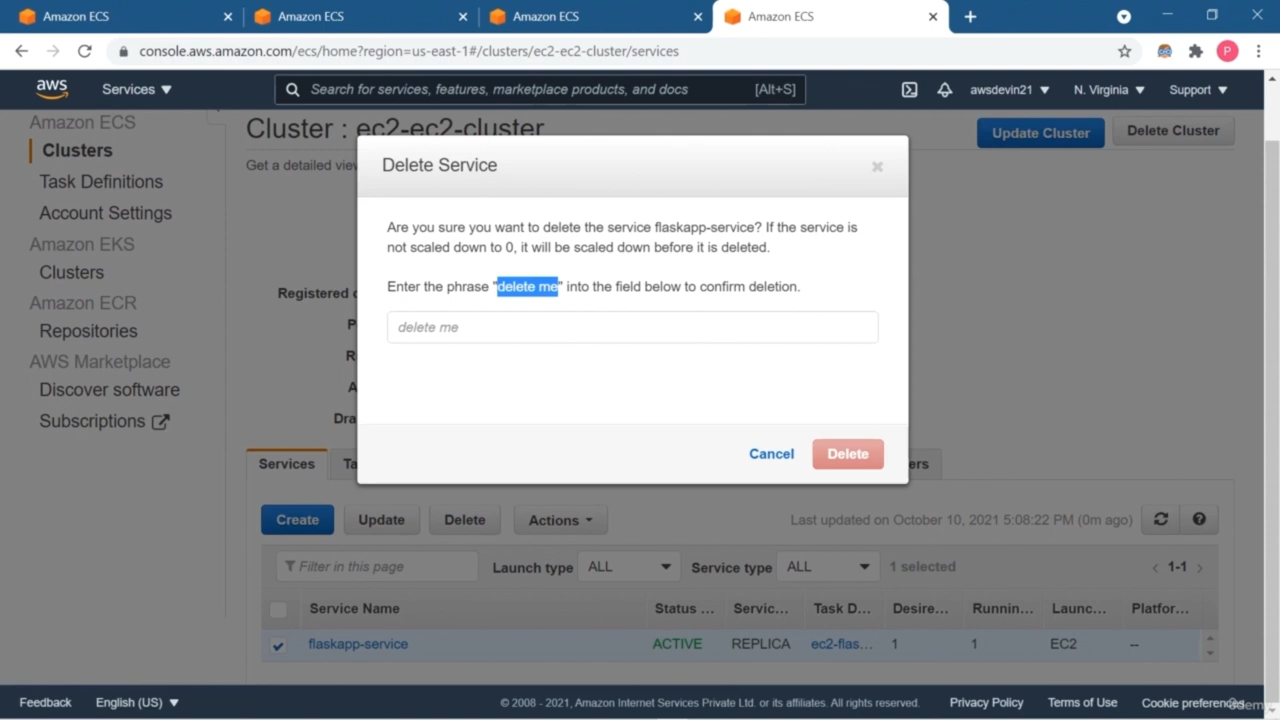 Amazon ECS
Amazon ECS
Amazon ECS
Amazon ECS
console.aws.amazon.com/ecs/home?region=us-east-1#/clusters/ec2-ec2-cluster/services
P
aws
Services
Search for services, features, marketplace products, and docs
[Alt+S]
awsdevin21
N. Virginia
Support
Amazon ECS
Clusters
Task Definitions
Account Settings
Amazon EKS
Clusters
Amazon ECR
Repositories
AWS Marketplace
Discover software
Subscriptions
Cluster : ec2-ec2-cluster
Update Cluster
Delete Cluster
Get a detailed view
Registered c
P
R
A
Dra
Delete Service
Are you sure you want to delete the service flaskapp-service? If the service is
not scaled down to 0, it will be scaled down before it is deleted.
Enter the phrase "delete me" into the field below to confirm deletion.
delete me
Cancel
Delete
Services
Ta
ers
Create
Update
Delete
Actions
Last updated on October 10, 2021 5:08:22 PM (0m ago)
Filter in this page
Launch type
ALL
Service type
ALL
1 selected
1-1
Service Name
Status ...
Servic...
Task D...
Desire...
Runnin...
Launc...
Platfor...
flaskapp-service
ACTIVE
REPLICA
ec2-flas...
1
1
EC2
--
Feedback
English (US)
© 2008 - 2021, Amazon Internet Services Private Ltd. or its affiliates. All rights reserved.
Privacy Policy
Terms of Use
Cookie preferences